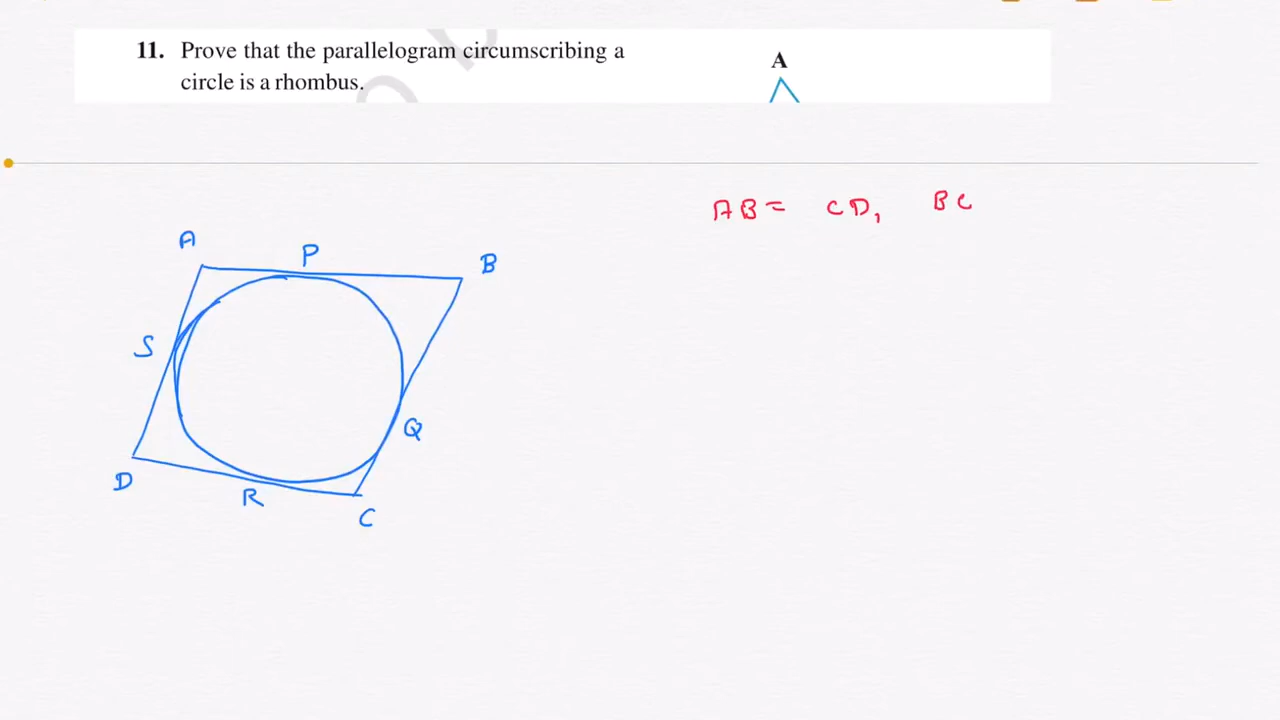 11. Prove that the parallelogram circumscribing a
circle is a rhombus.
A
AB = CD, BC
A
P
B
S
Q
D
R
C